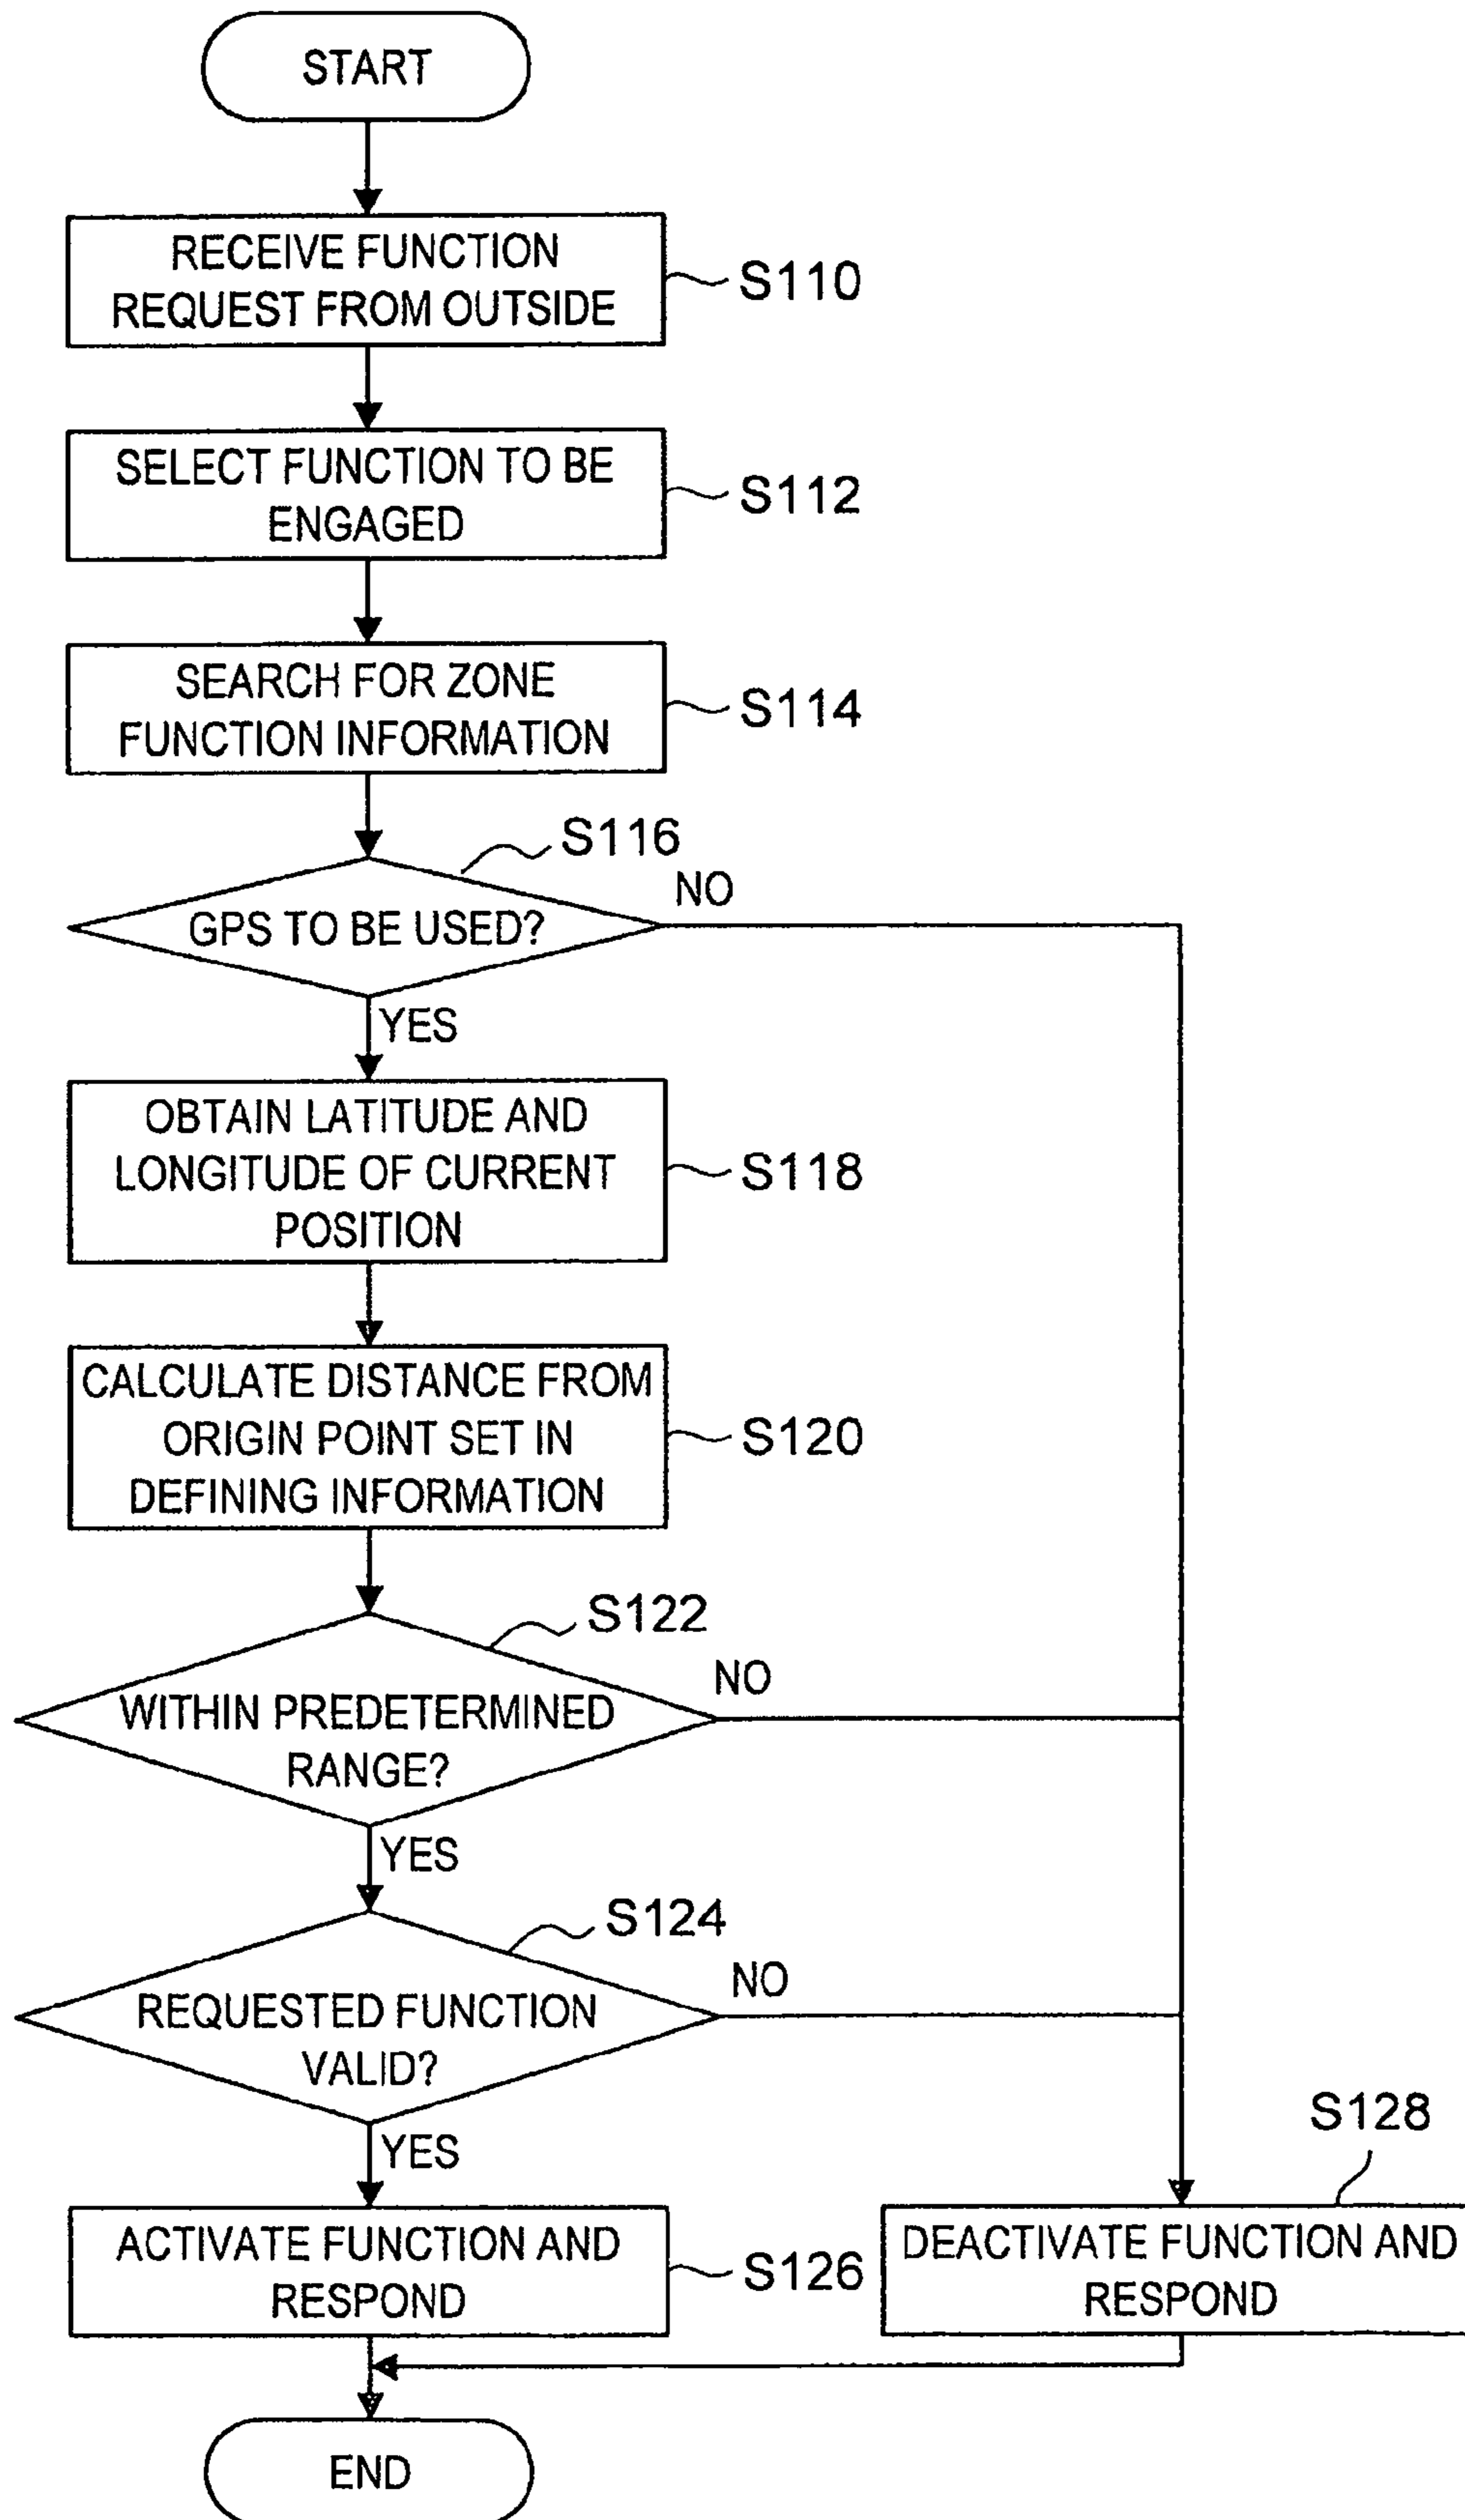 START
RECEIVE FUNCTION
REQUEST FROM OUTSIDE
S110
SELECT FUNCTION TO BE
ENGAGED
S112
SEARCH FOR ZONE
FUNCTION INFORMATION
S114
S116
GPS TO BE USED?
NO
YES
OBTAIN LATITUDE AND
LONGITUDE OF CURRENT
POSITION
S118
CALCULATE DISTANCE FROM
ORIGIN POINT SET IN
DEFINING INFORMATION
S120
S122
WITHIN PREDETERMINED
RANGE?
NO
YES
S124
REQUESTED FUNCTION
VALID?
NO
YES
ACTIVATE FUNCTION AND
RESPOND
S126
S128
DEACTIVATE FUNCTION AND
RESPOND
END